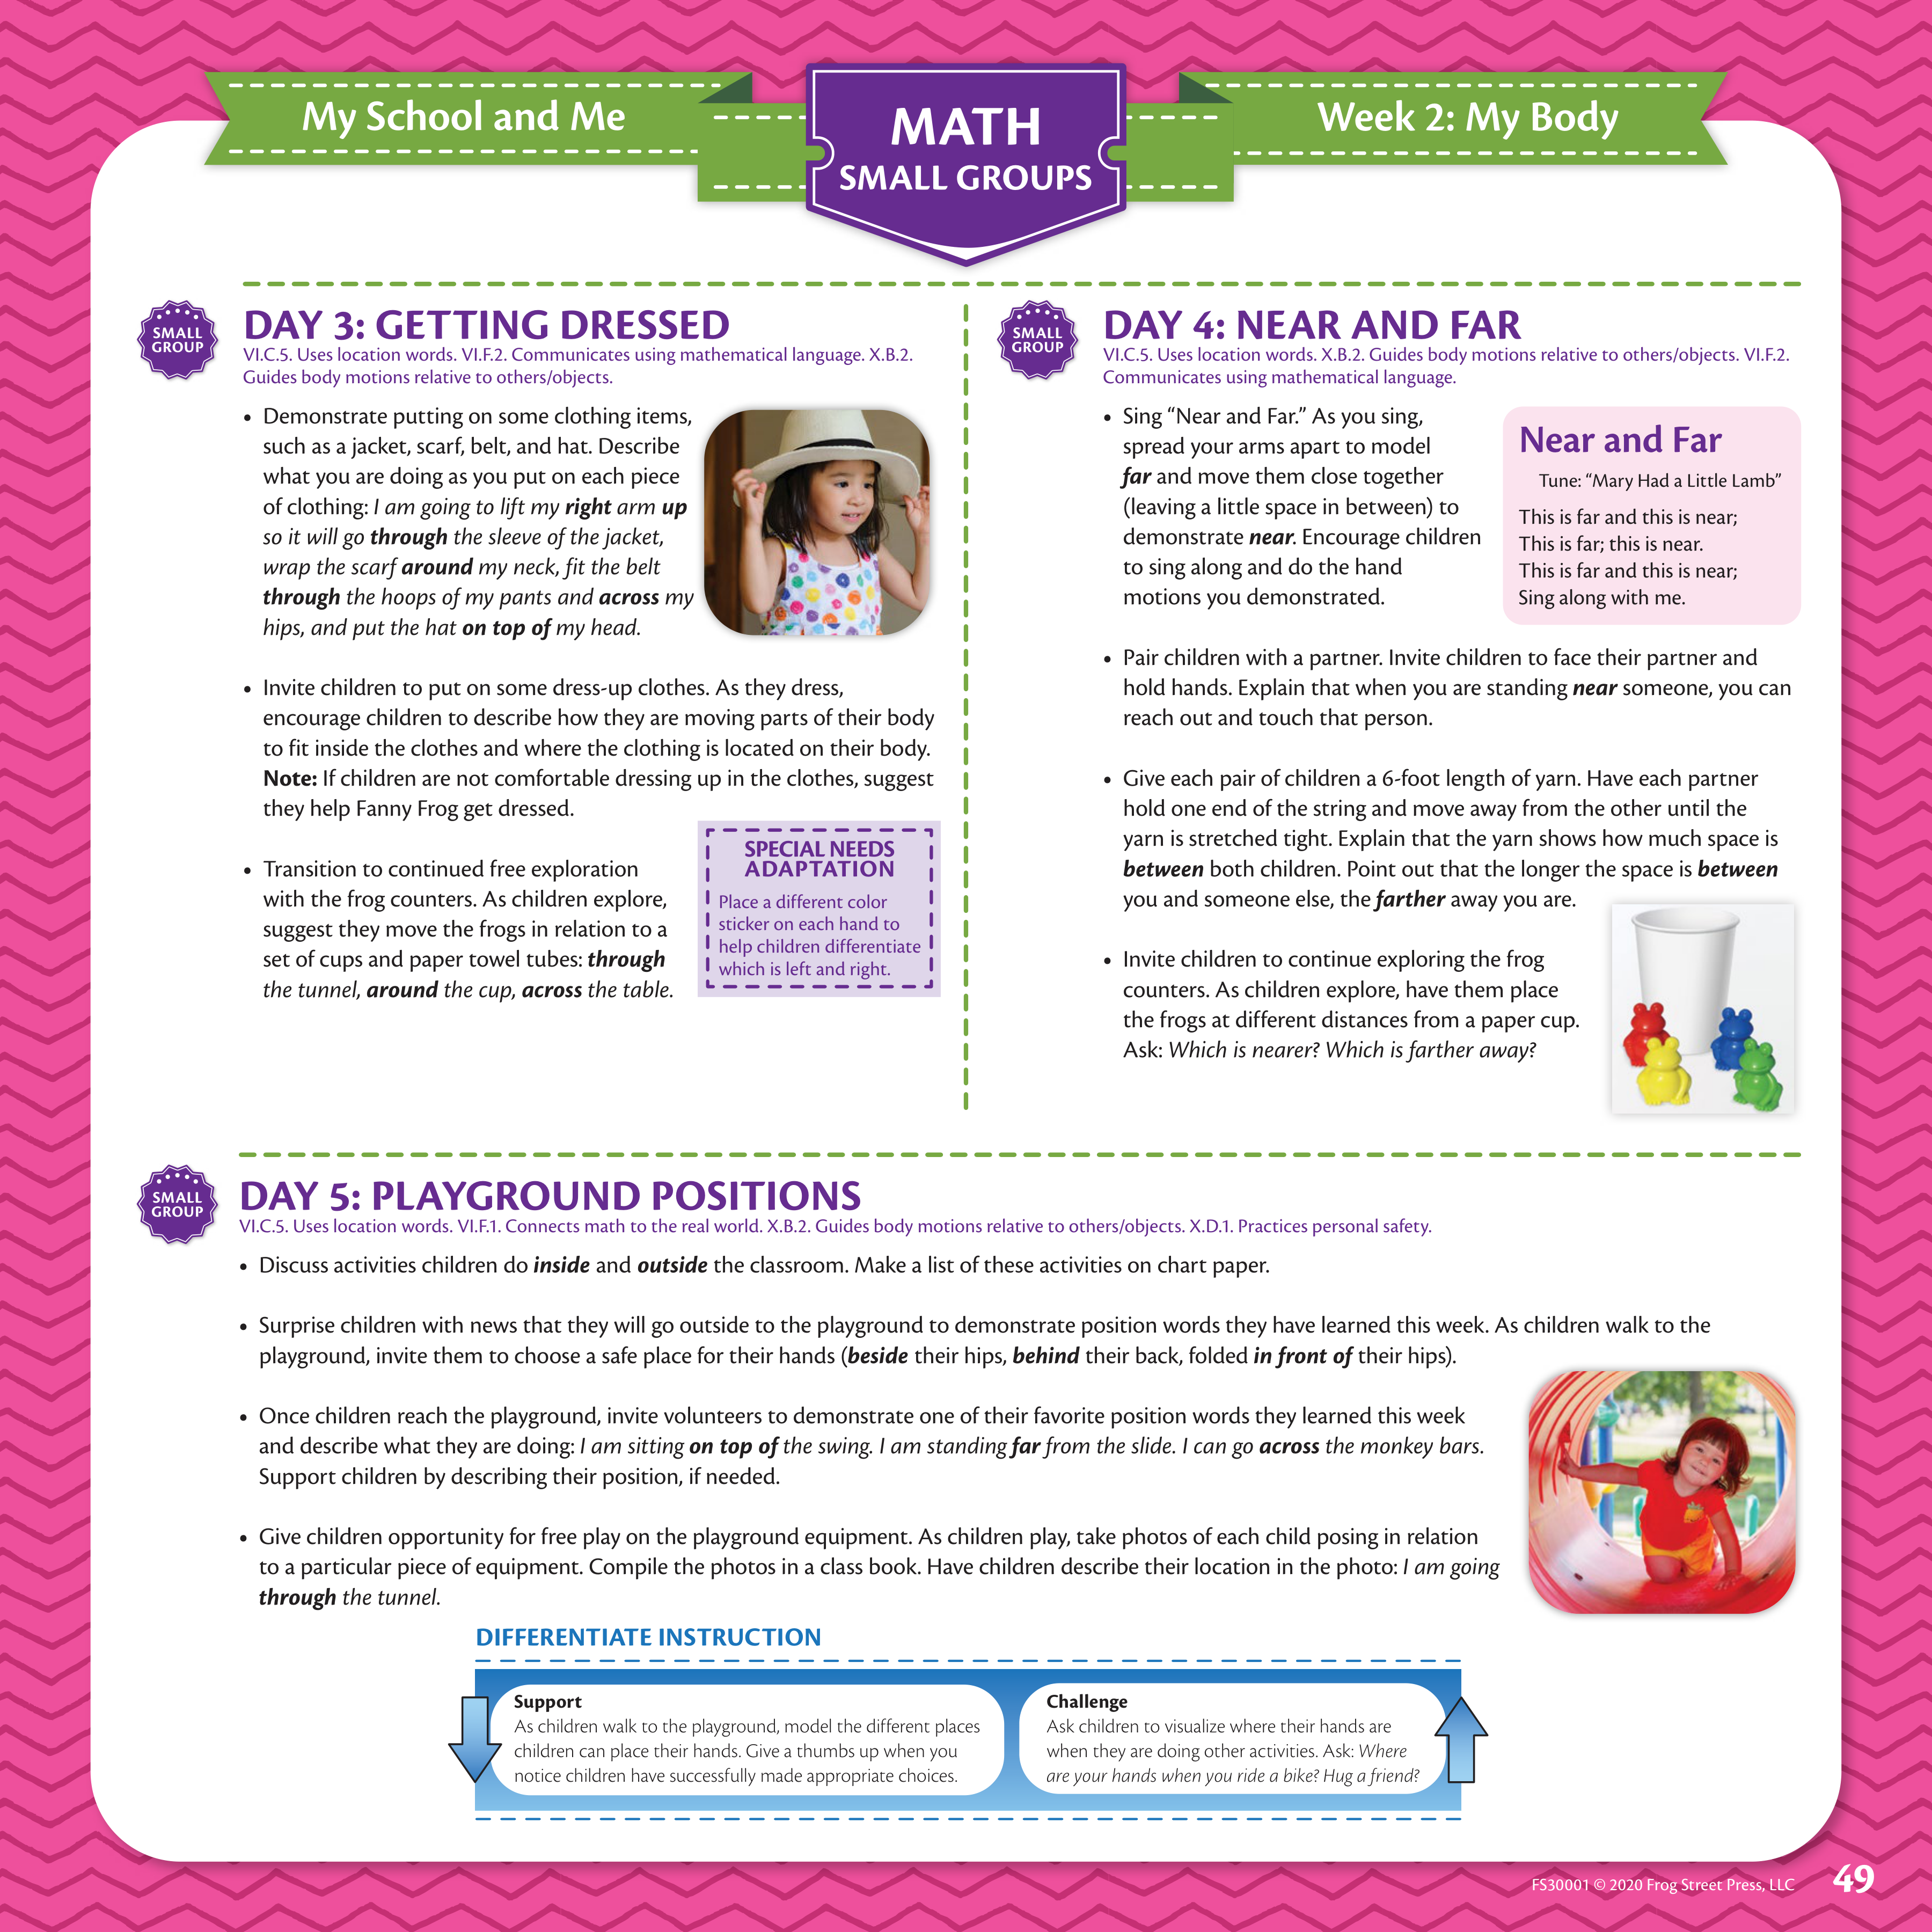 My School and Me
MATH
SMALL GROUPS
Week 2: My Body
SMALL
GROUP
DAY 3: GETTING DRESSED
VI.C.5. Uses location words. VI.F.2. Communicates using mathematical language. X.B.2.
Guides body motions relative to others/objects.
• Demonstrate putting on some clothing items,
such as a jacket, scarf, belt, and hat. Describe
what you are doing as you put on each piece
of clothing: I am going to lift my right arm up
so it will go through the sleeve of the jacket,
wrap the scarf around my neck, fit the belt
through the hoops of my pants and across my
hips, and put the hat on top of my head.
• Invite children to put on some dress-up clothes. As they dress,
encourage children to describe how they are moving parts of their body
to fit inside the clothes and where the clothing is located on their body.
Note: If children are not comfortable dressing up in the clothes, suggest
they help Fanny Frog get dressed.
• Transition to continued free exploration
with the frog counters. As children explore,
suggest they move the frogs in relation to a
set of cups and paper towel tubes: through
the tunnel, around the cup, across the table.
SPECIAL NEEDS
ADAPTATION
Place a different color
sticker on each hand to
help children differentiate
which is left and right.
SMALL
GROUP
DAY 4: NEAR AND FAR
VI.C.5. Uses location words. X.B.2. Guides body motions relative to others/objects. VI.F.2.
Communicates using mathematical language.
• Sing “Near and Far.” As you sing,
spread your arms apart to model
far and move them close together
(leaving a little space in between) to
demonstrate near. Encourage children
to sing along and do the hand
motions you demonstrated.
Near and Far
Tune: “Mary Had a Little Lamb”
This is far and this is near;
This is far; this is near.
This is far and this is near;
Sing along with me.
• Pair children with a partner. Invite children to face their partner and
hold hands. Explain that when you are standing near someone, you can
reach out and touch that person.
• Give each pair of children a 6-foot length of yarn. Have each partner
hold one end of the string and move away from the other until the
yarn is stretched tight. Explain that the yarn shows how much space is
between both children. Point out that the longer the space is between
you and someone else, the farther away you are.
• Invite children to continue exploring the frog
counters. As children explore, have them place
the frogs at different distances from a paper cup.
Ask: Which is nearer? Which is farther away?
SMALL
GROUP
DAY 5: PLAYGROUND POSITIONS
VI.C.5. Uses location words. VI.F.1. Connects math to the real world. X.B.2. Guides body motions relative to others/objects. X.D.1. Practices personal safety.
• Discuss activities children do inside and outside the classroom. Make a list of these activities on chart paper.
• Surprise children with news that they will go outside to the playground to demonstrate position words they have learned this week. As children walk to the
playground, invite them to choose a safe place for their hands (beside their hips, behind their back, folded in front of their hips).
• Once children reach the playground, invite volunteers to demonstrate one of their favorite position words they learned this week
and describe what they are doing: I am sitting on top of the swing. I am standing far from the slide. I can go across the monkey bars.
Support children by describing their position, if needed.
• Give children opportunity for free play on the playground equipment. As children play, take photos of each child posing in relation
to a particular piece of equipment. Compile the photos in a class book. Have children describe their location in the photo: I am going
through the tunnel.
DIFFERENTIATE INSTRUCTION
Support
As children walk to the playground, model the different places
children can place their hands. Give a thumbs up when you
notice children have successfully made appropriate choices.
Challenge
Ask children to visualize where their hands are
when they are doing other activities. Ask: Where
are your hands when you ride a bike? Hug a friend?
FS30001 © 2020 Frog Street Press, LLC
49